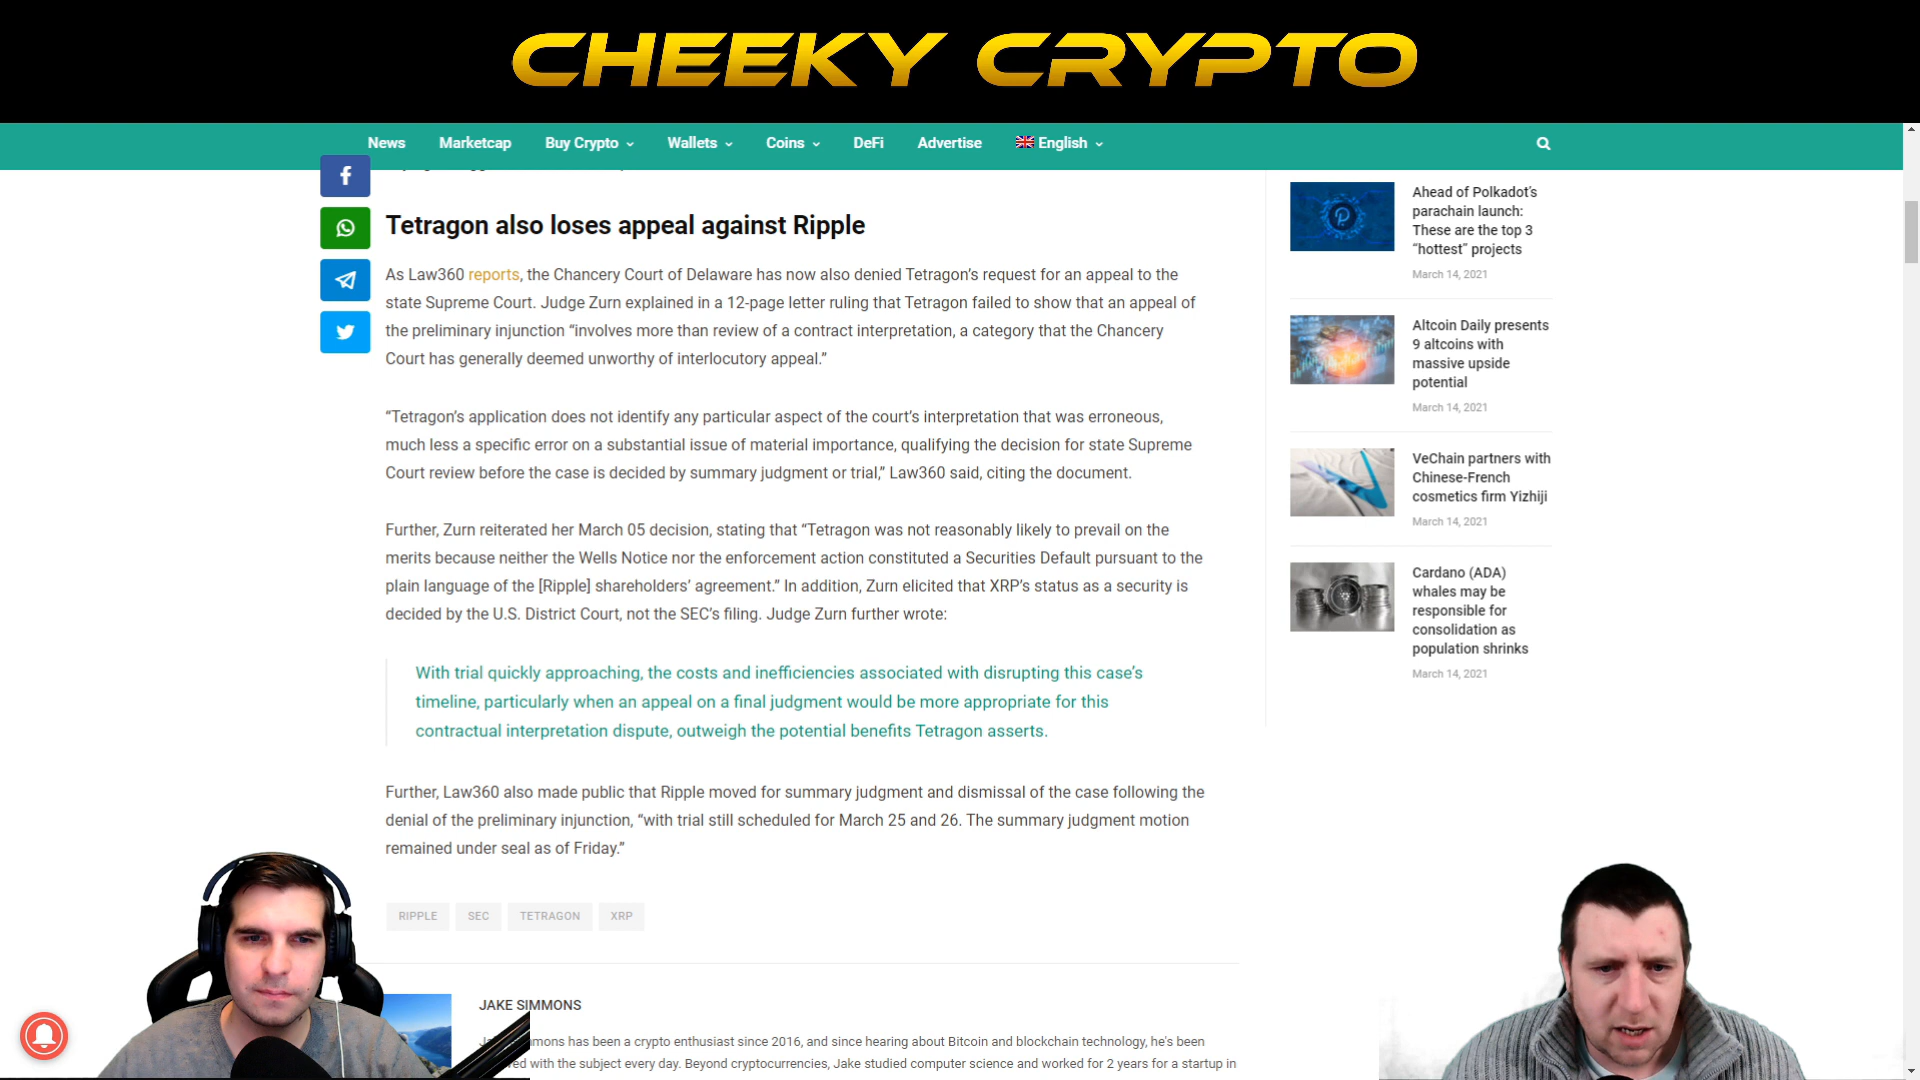 CHEEKY CRYPTO
News Marketcap Buy Crypto Wallets Coins DeFi Advertise English
Tetragon also loses appeal against Ripple
As Law360 reports, the Chancery Court of Delaware has now also denied Tetragon's request for an appeal to the
state Supreme Court. Judge Zurn explained in a 12-page letter ruling that Tetragon failed to show that an appeal of
the preliminary injunction “involves more than review of a contract interpretation, a category that the Chancery
Court has generally deemed unworthy of interlocutory appeal.”
“Tetragon’s application does not identify any particular aspect of the court’s interpretation that was erroneous,
much less a specific error on a substantial issue of material importance, qualifying the decision for state Supreme
Court review before the case is decided by summary judgment or trial,” Law360 said, citing the document.
Further, Zurn reiterated her March 05 decision, stating that “Tetragon was not reasonably likely to prevail on the
merits because neither the Wells Notice nor the enforcement action constituted a Securities Default pursuant to the
plain language of the [Ripple] shareholders’ agreement.” In addition, Zurn elicited that XRP’s status as a security is
decided by the U.S. District Court, not the SEC’s filing. Judge Zurn further wrote:
With trial quickly approaching, the costs and inefficiencies associated with disrupting this case’s
timeline, particularly when an appeal on a final judgment would be more appropriate for this
contractual interpretation dispute, outweigh the potential benefits Tetragon asserts.
Further, Law360 also made public that Ripple moved for summary judgment and dismissal of the case following the
denial of the preliminary injunction, “with trial still scheduled for March 25 and 26. The summary judgment motion
remained under seal as of Friday.”
RIPPLE SEC TETRAGON XRP
JAKE SIMMONS
mons has been a crypto enthusiast since 2016, and since hearing about Bitcoin and blockchain technology, he's been
with the subject every day. Beyond cryptocurrencies, Jake studied computer science and worked for 2 years for a startup in
Ahead of Polkadot’s
parachain launch:
These are the top 3
“hottest” projects
March 14, 2021
Altcoin Daily presents
9 altcoins with
massive upside
potential
March 14, 2021
VeChain partners with
Chinese-French
cosmetics firm Yizhiji
March 14, 2021
Cardano (ADA)
whales may be
responsible for
consolidation as
population shrinks
March 14, 2021